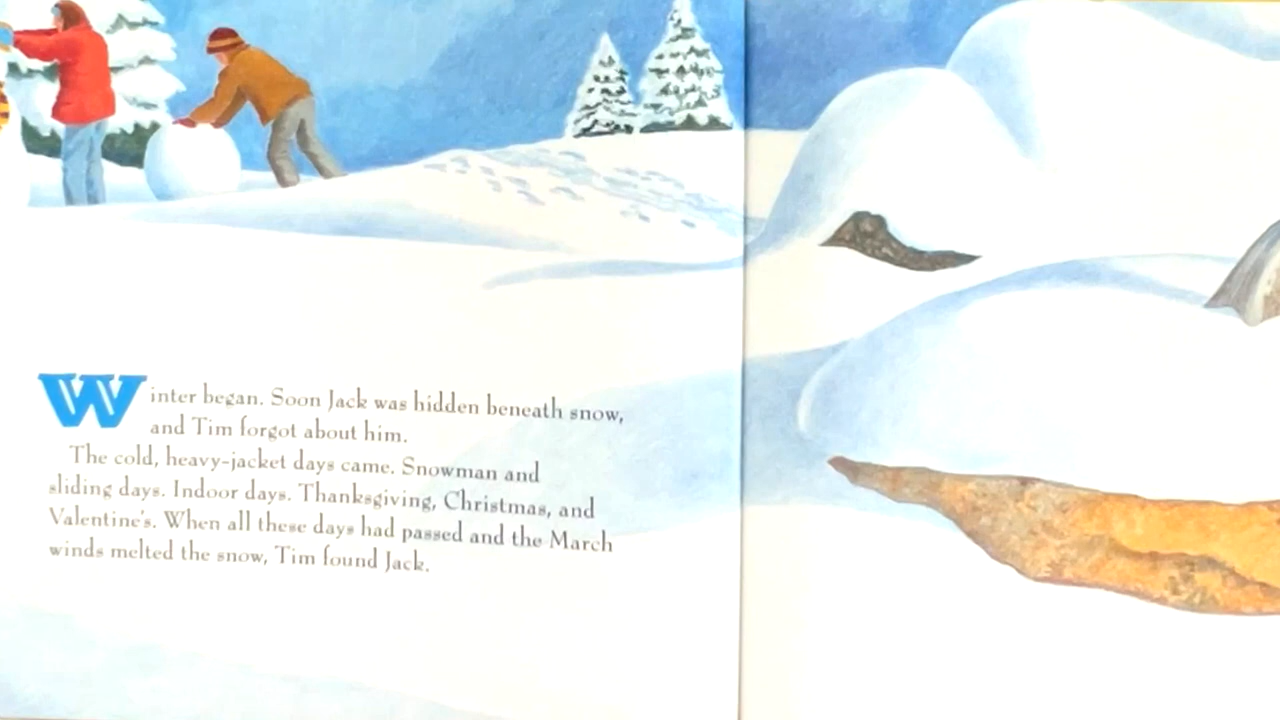 Winter began. Soon Jack was hidden beneath snow,
and Tim forgot about him.
The cold, heavy-jacket days came. Snowman and
sliding days. Indoor days. Thanksgiving, Christmas, and
Valentine's. When all these days had passed and the March
winds melted the snow, Tim found Jack.